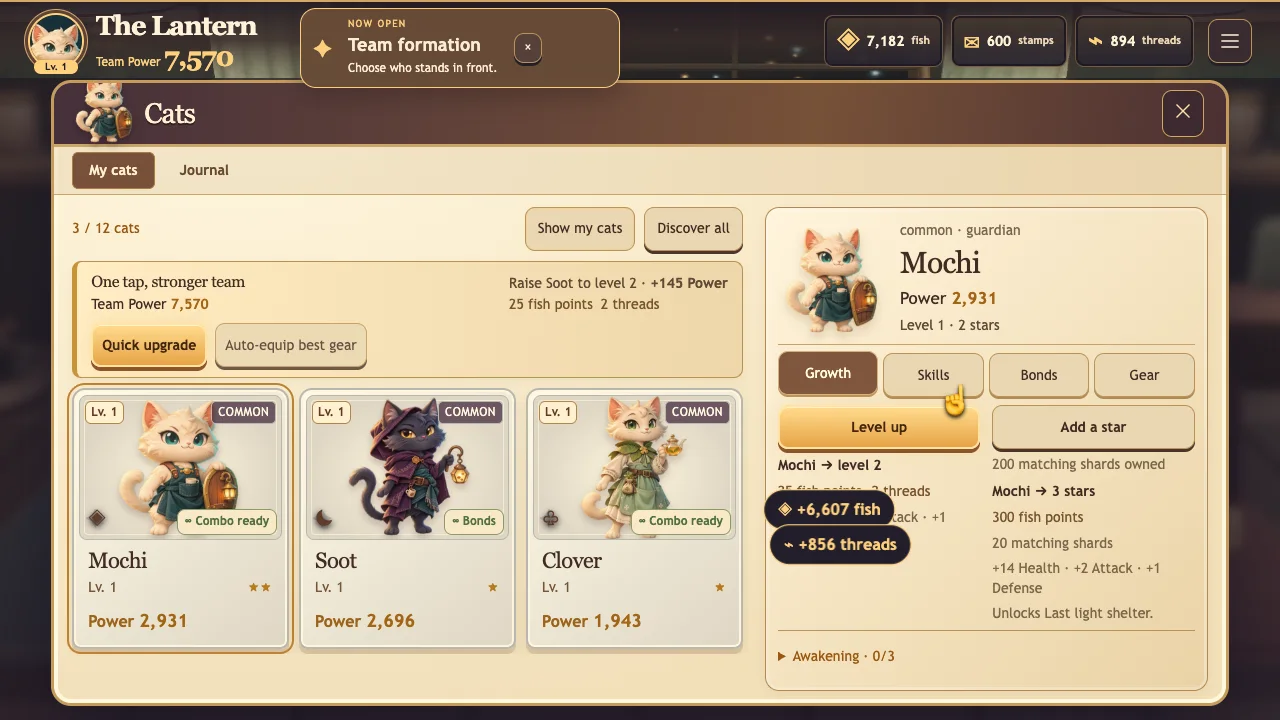 The Lantern
Lv. 1
Team Power 7,570
NOW OPEN
Team formation
Choose who stands in front.
×
7,182 fish
600 stamps
894 threads
Cats
My cats
Journal
3 / 12 cats
Show my cats
Discover all
One tap, stronger team
Team Power 7,570
Raise Soot to level 2 · +145 Power
25 fish points 2 threads
Quick upgrade
Auto-equip best gear
Lv. 1
COMMON
∞ Combo ready
Mochi
Lv. 1
★★
Power 2,931
Lv. 1
COMMON
∞ Bonds
Soot
Lv. 1
★
Power 2,696
Lv. 1
COMMON
∞ Combo ready
Clover
Lv. 1
★
Power 1,943
common · guardian
Mochi
Power 2,931
Level 1 · 2 stars
Growth
Skills
Bonds
Gear
Level up
Mochi → level 2
threads
+1
+6,607 fish
+856 threads
Add a star
200 matching shards owned
Mochi → 3 stars
300 fish points
20 matching shards
+14 Health · +2 Attack · +1
Defense
Unlocks Last light shelter.
Awakening · 0/3